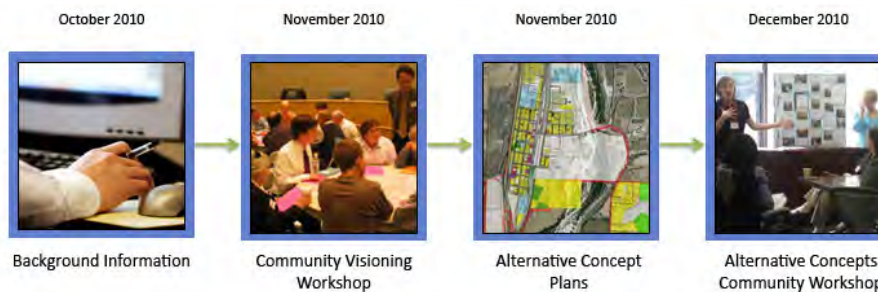 October 2010
November 2010
November 2010
December 2010
Background Information
Community Visioning
Workshop
Alternative Concept
Plans
Alternative Concepts
Community Workshop